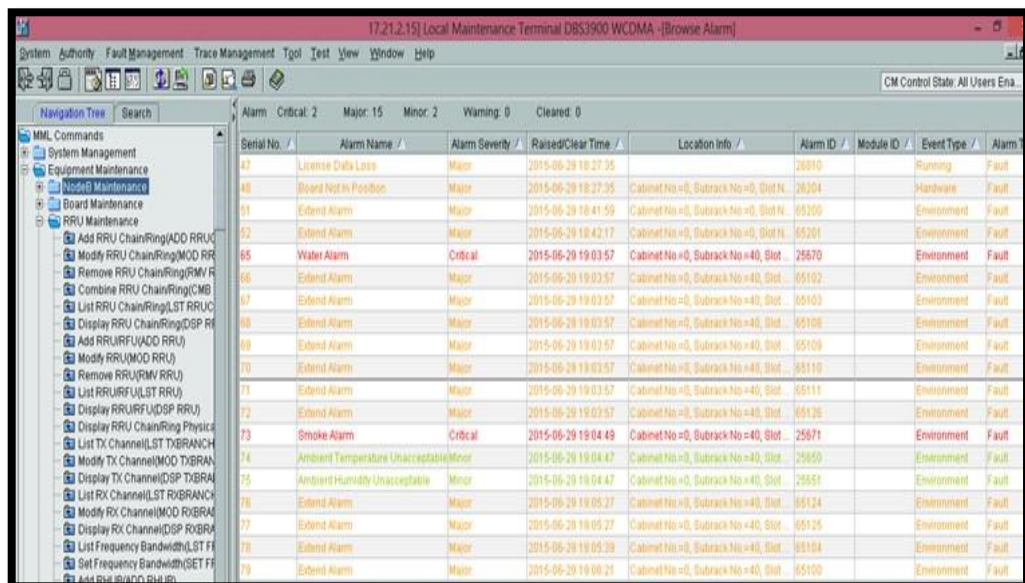 17.21.2.15] Local Maintenance Terminal DBS3900 WCDMA -[Browse Alarm]
System Authority Fault Management Trace Management Tool Test View Window Help
CM Control State: All Users Ena...
Navigation Tree Search
Alarm Critical: 2 Major: 15 Minor: 2 Warning: 0 Cleared: 0
MML Commands
System Management
Equipment Maintenance
NodeB Maintenance
Board Maintenance
RRU Maintenance
Add RRU Chain/Ring(ADD RRUC
Modify RRU Chain/Ring(MOD RR
Remove RRU Chain/Ring(RMV R
Combine RRU Chain/Ring(CMB
List RRU Chain/Ring(LST RRUC
Display RRU Chain/Ring(DSP RR
Add RRU/RFU(ADD RRU)
Modify RRU(MOD RRU)
Remove RRU(RMV RRU)
List RRU/RFU(LST RRU)
Display RRU/RFU(DSP RRU)
Display RRU Chain/Ring Physica
List TX Channel(LST TXBRANCH
Modify TX Channel(MOD TXBRAN
Display TX Channel(DSP TXBRAN
List RX Channel(LST RXBRANCH
Modify RX Channel(MOD RXBRAN
Display RX Channel(DSP RXBRA
List Frequency Bandwidth(LST FF
Set Frequency Bandwidth(SET FF
Add RHUB(ADD RHUB)
Serial No. Alarm Name Alarm Severity Raised/Clear Time Location Info Alarm ID Module ID Event Type Alarm T
47 License Data Loss Major 2015-06-29 18:27:35 26810 Running Fault
48 Board Not In Position Major 2015-06-29 18:27:35 Cabinet No.=0, Subrack No.=0, Slot N... 26204 Hardware Fault
51 Extend Alarm Major 2015-06-29 18:41:59 Cabinet No.=0, Subrack No.=0, Slot N... 65200 Environment Fault
52 Extend Alarm Major 2015-06-29 18:42:17 Cabinet No.=0, Subrack No.=0, Slot N... 65201 Environment Fault
65 Water Alarm Critical 2015-06-29 19:03:57 Cabinet No.=0, Subrack No.=40, Slot ... 25670 Environment Fault
66 Extend Alarm Major 2015-06-29 19:03:57 Cabinet No.=0, Subrack No.=40, Slot ... 65102 Environment Fault
67 Extend Alarm Major 2015-06-29 19:03:57 Cabinet No.=0, Subrack No.=40, Slot ... 65103 Environment Fault
68 Extend Alarm Major 2015-06-29 19:03:57 Cabinet No.=0, Subrack No.=40, Slot ... 65108 Environment Fault
69 Extend Alarm Major 2015-06-29 19:03:57 Cabinet No.=0, Subrack No.=40, Slot ... 65109 Environment Fault
70 Extend Alarm Major 2015-06-29 19:03:57 Cabinet No.=0, Subrack No.=40, Slot ... 65110 Environment Fault
71 Extend Alarm Major 2015-06-29 19:03:57 Cabinet No.=0, Subrack No.=40, Slot ... 65111 Environment Fault
72 Extend Alarm Major 2015-06-29 19:03:57 Cabinet No.=0, Subrack No.=40, Slot ... 65126 Environment Fault
73 Smoke Alarm Critical 2015-06-29 19:04:49 Cabinet No.=0, Subrack No.=40, Slot ... 25671 Environment Fault
74 Ambient Temperature Unacceptable Minor 2015-06-29 19:04:47 Cabinet No.=0, Subrack No.=40, Slot ... 25650 Environment Fault
75 Ambient Humidity Unacceptable Minor 2015-06-29 19:04:47 Cabinet No.=0, Subrack No.=40, Slot ... 25651 Environment Fault
76 Extend Alarm Major 2015-06-29 19:05:27 Cabinet No.=0, Subrack No.=40, Slot ... 65124 Environment Fault
77 Extend Alarm Major 2015-06-29 19:05:27 Cabinet No.=0, Subrack No.=40, Slot ... 65125 Environment Fault
78 Extend Alarm Major 2015-06-29 19:05:39 Cabinet No.=0, Subrack No.=40, Slot ... 65104 Environment Fault
79 Extend Alarm Major 2015-06-29 19:08:21 Cabinet No.=0, Subrack No.=40, Slot ... 65100 Environment Fault